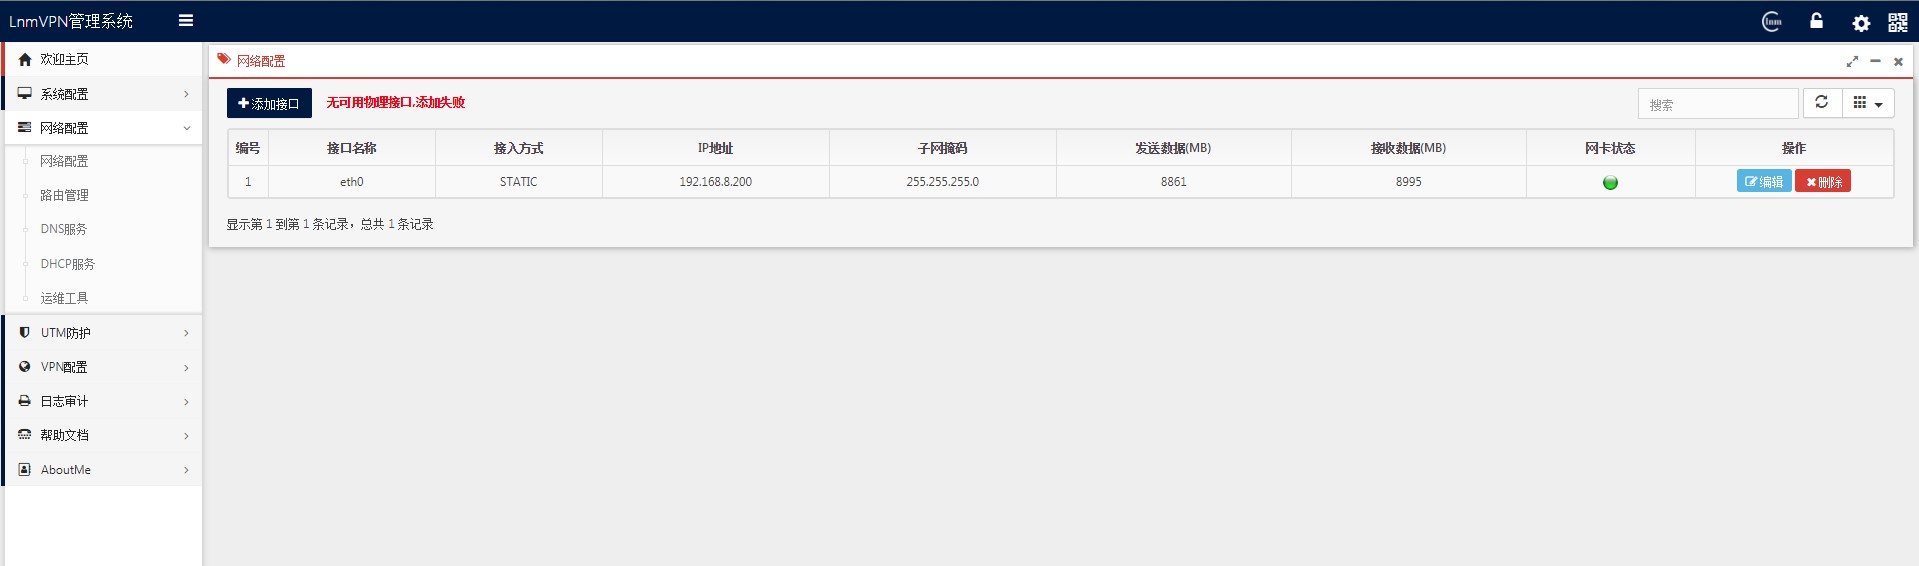 LnmVPN管理系统
lnm
欢迎主页
系统配置
网络配置
网络配置
路由管理
DNS服务
DHCP服务
运维工具
UTM防护
VPN配置
日志审计
帮助文档
AboutMe
网络配置
添加接口 无可用物理接口,添加失败 搜索
编号 接口名称 接入方式 IP地址 子网掩码 发送数据(MB) 接收数据(MB) 网卡状态 操作
1 eth0 STATIC 192.168.8.200 255.255.255.0 8861 8995 编辑 删除
显示第 1 到第 1 条记录，总共 1 条记录